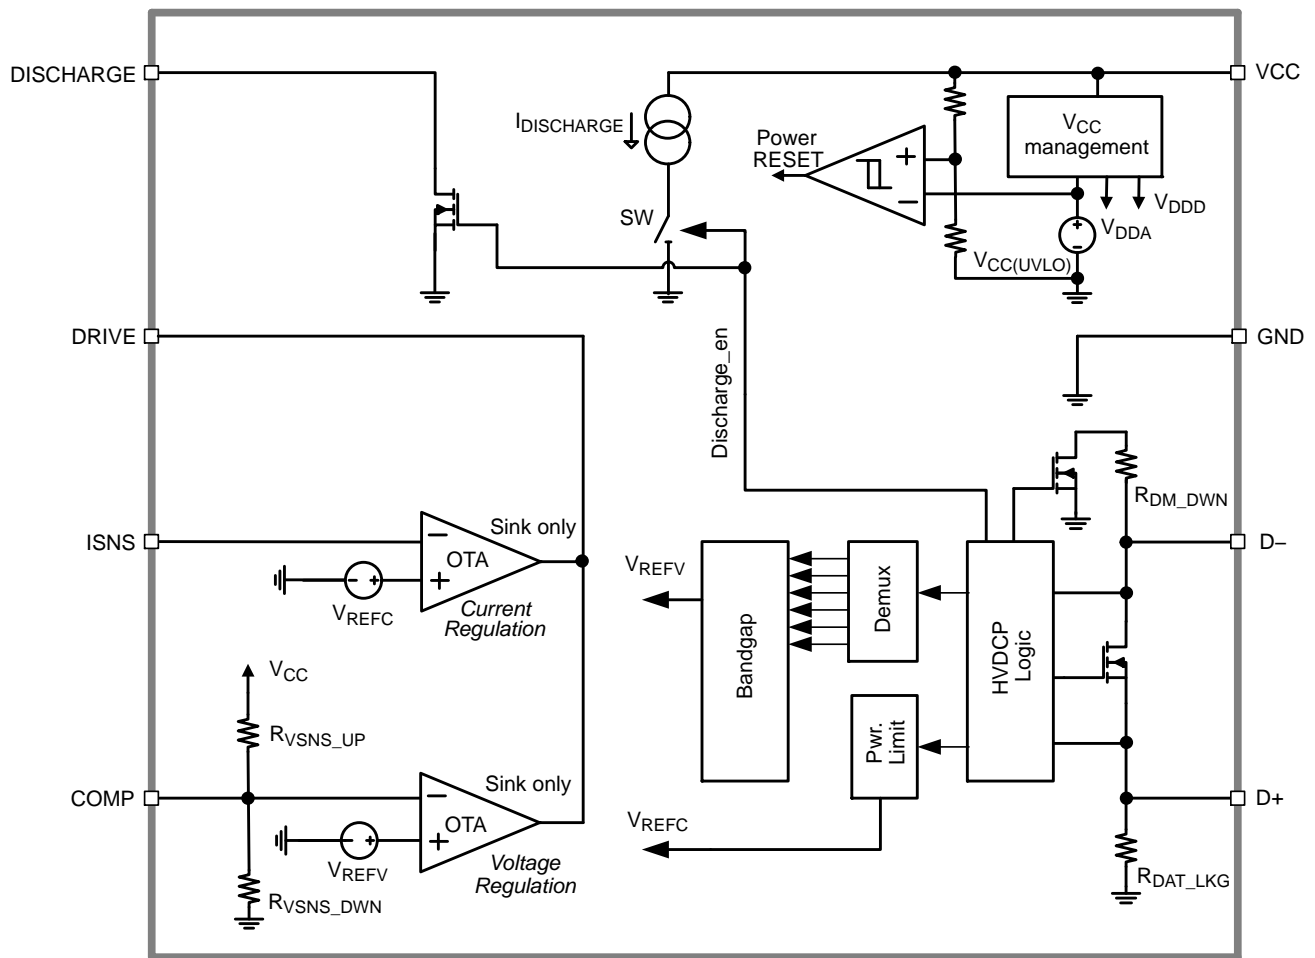 DISCHARGE
VCC
IDISCHARGE
Power
RESET
+
−
VCC
management
VDDD
VDDA
+
-
SW
VCC(UVLO)
DRIVE
GND
Discharge_en
RDM_DWN
ISNS
−
Sink only
OTA
+
- +
VREFC
Current
Regulation
D−
VREFV
Bandgap
Demux
HVDCP
Logic
Pwr.
Limit
VCC
RVSNS_UP
COMP
−
Sink only
OTA
+
- +
VREFV
Voltage
Regulation
RVSNS_DWN
VREFC
D+
RDAT_LKG